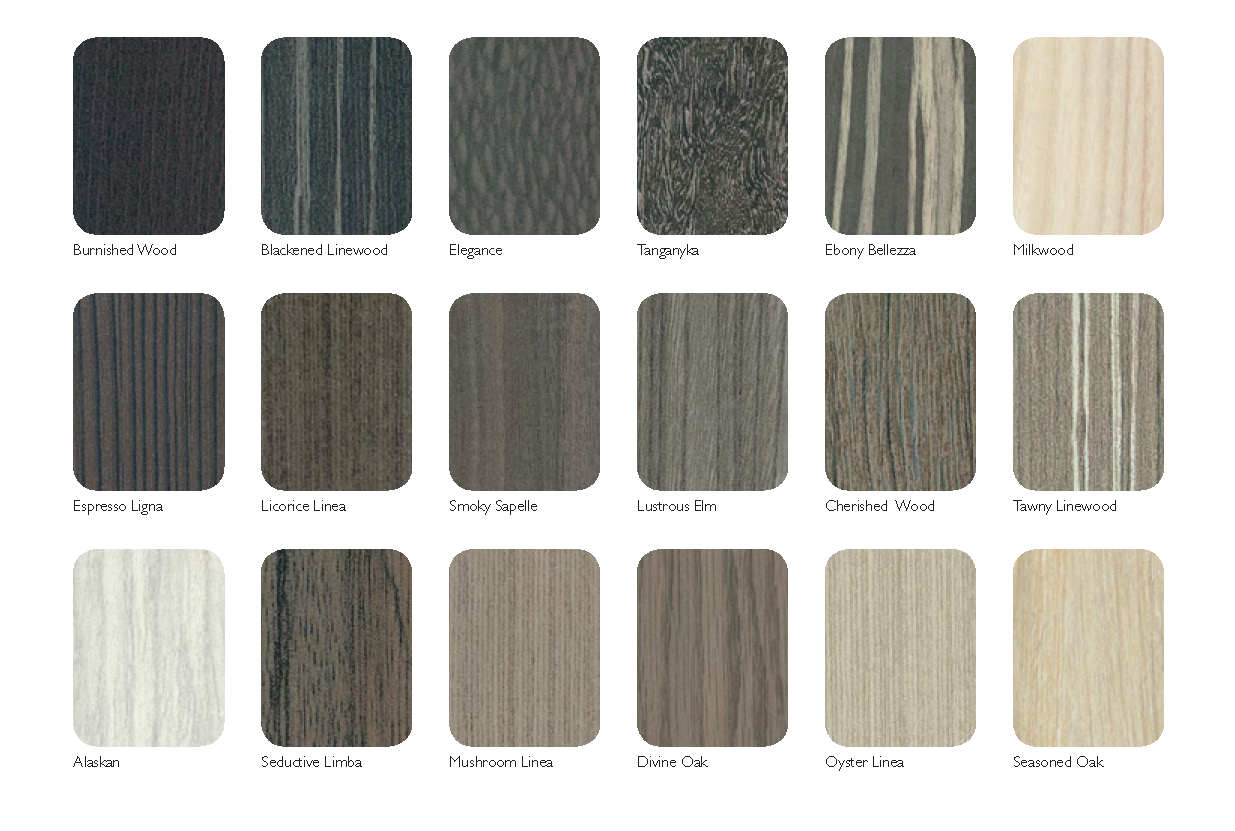 Burnished Wood
Blackened Linewood
Elegance
Tanganyka
Ebony Bellezza
Milkwood
Espresso Ligna
Licorice Linea
Smoky Sapelle
Lustrous Elm
Cherished Wood
Tawny Linewood
Alaskan
Seductive Limba
Mushroom Linea
Divine Oak
Oyster Linea
Seasoned Oak